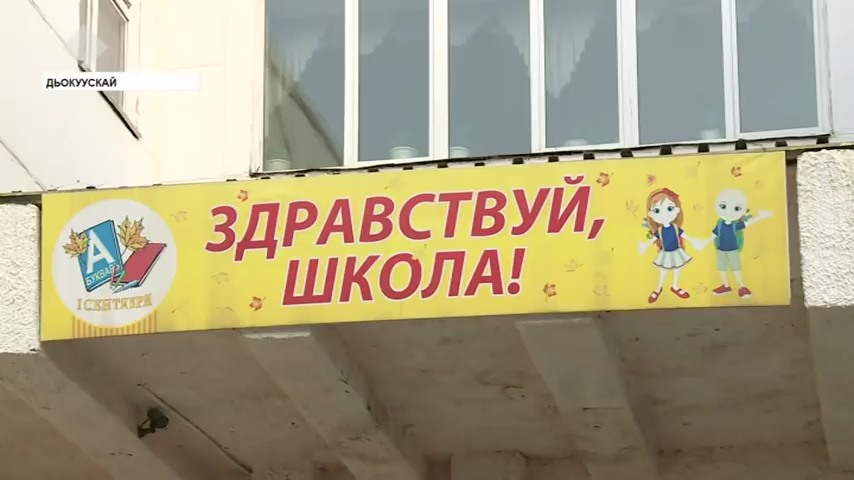 ДЬОКУУСКАЙ
ЗДРАВСТВУЙ,
ШКОЛА!
А
БУКВАРЬ
1 СЕНТЯБРЯ